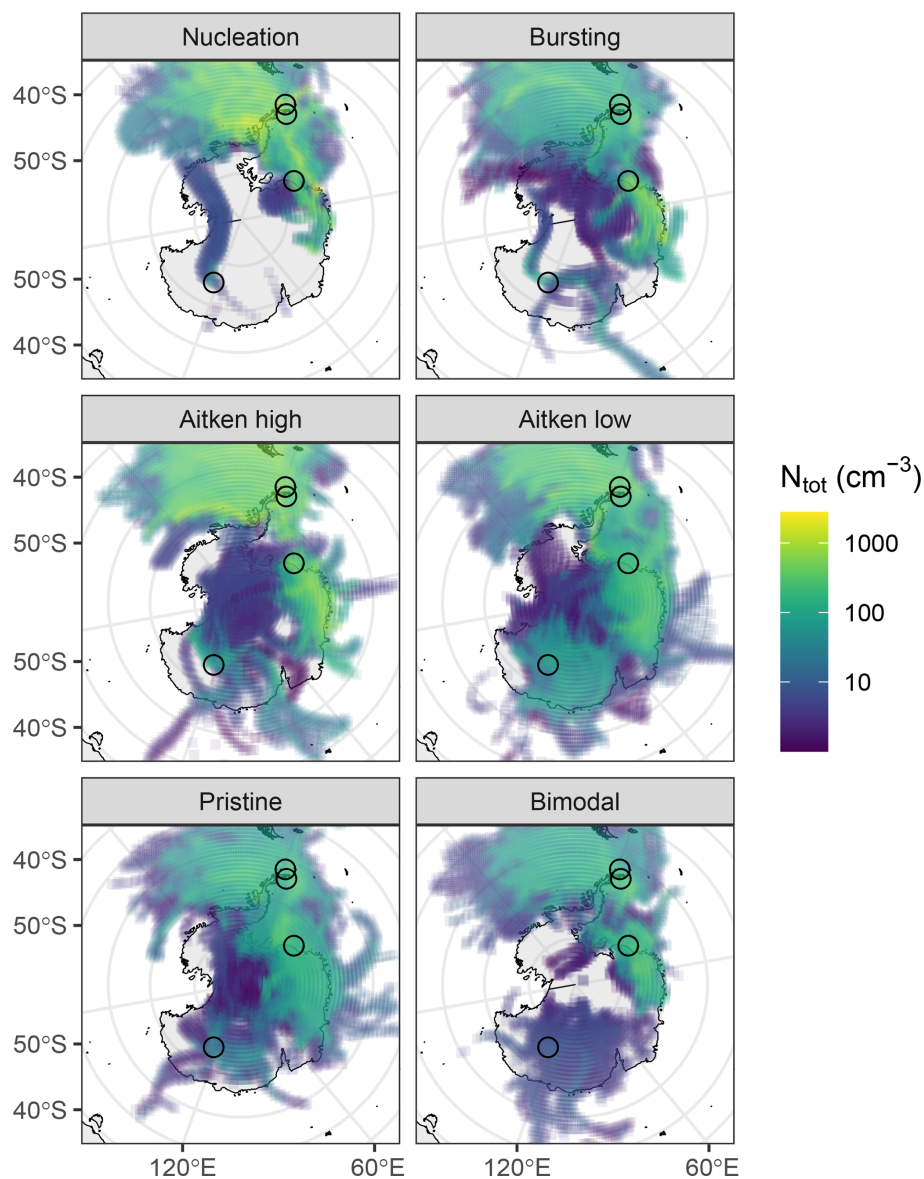 Nucleation
Bursting
40°S
50°S
50°S
40°S
Aitken high
Aitken low
40°S
50°S
50°S
40°S
N_tot (cm⁻³)
1000
100
10
Pristine
Bimodal
40°S
50°S
50°S
40°S
120°E
60°E
120°E
60°E